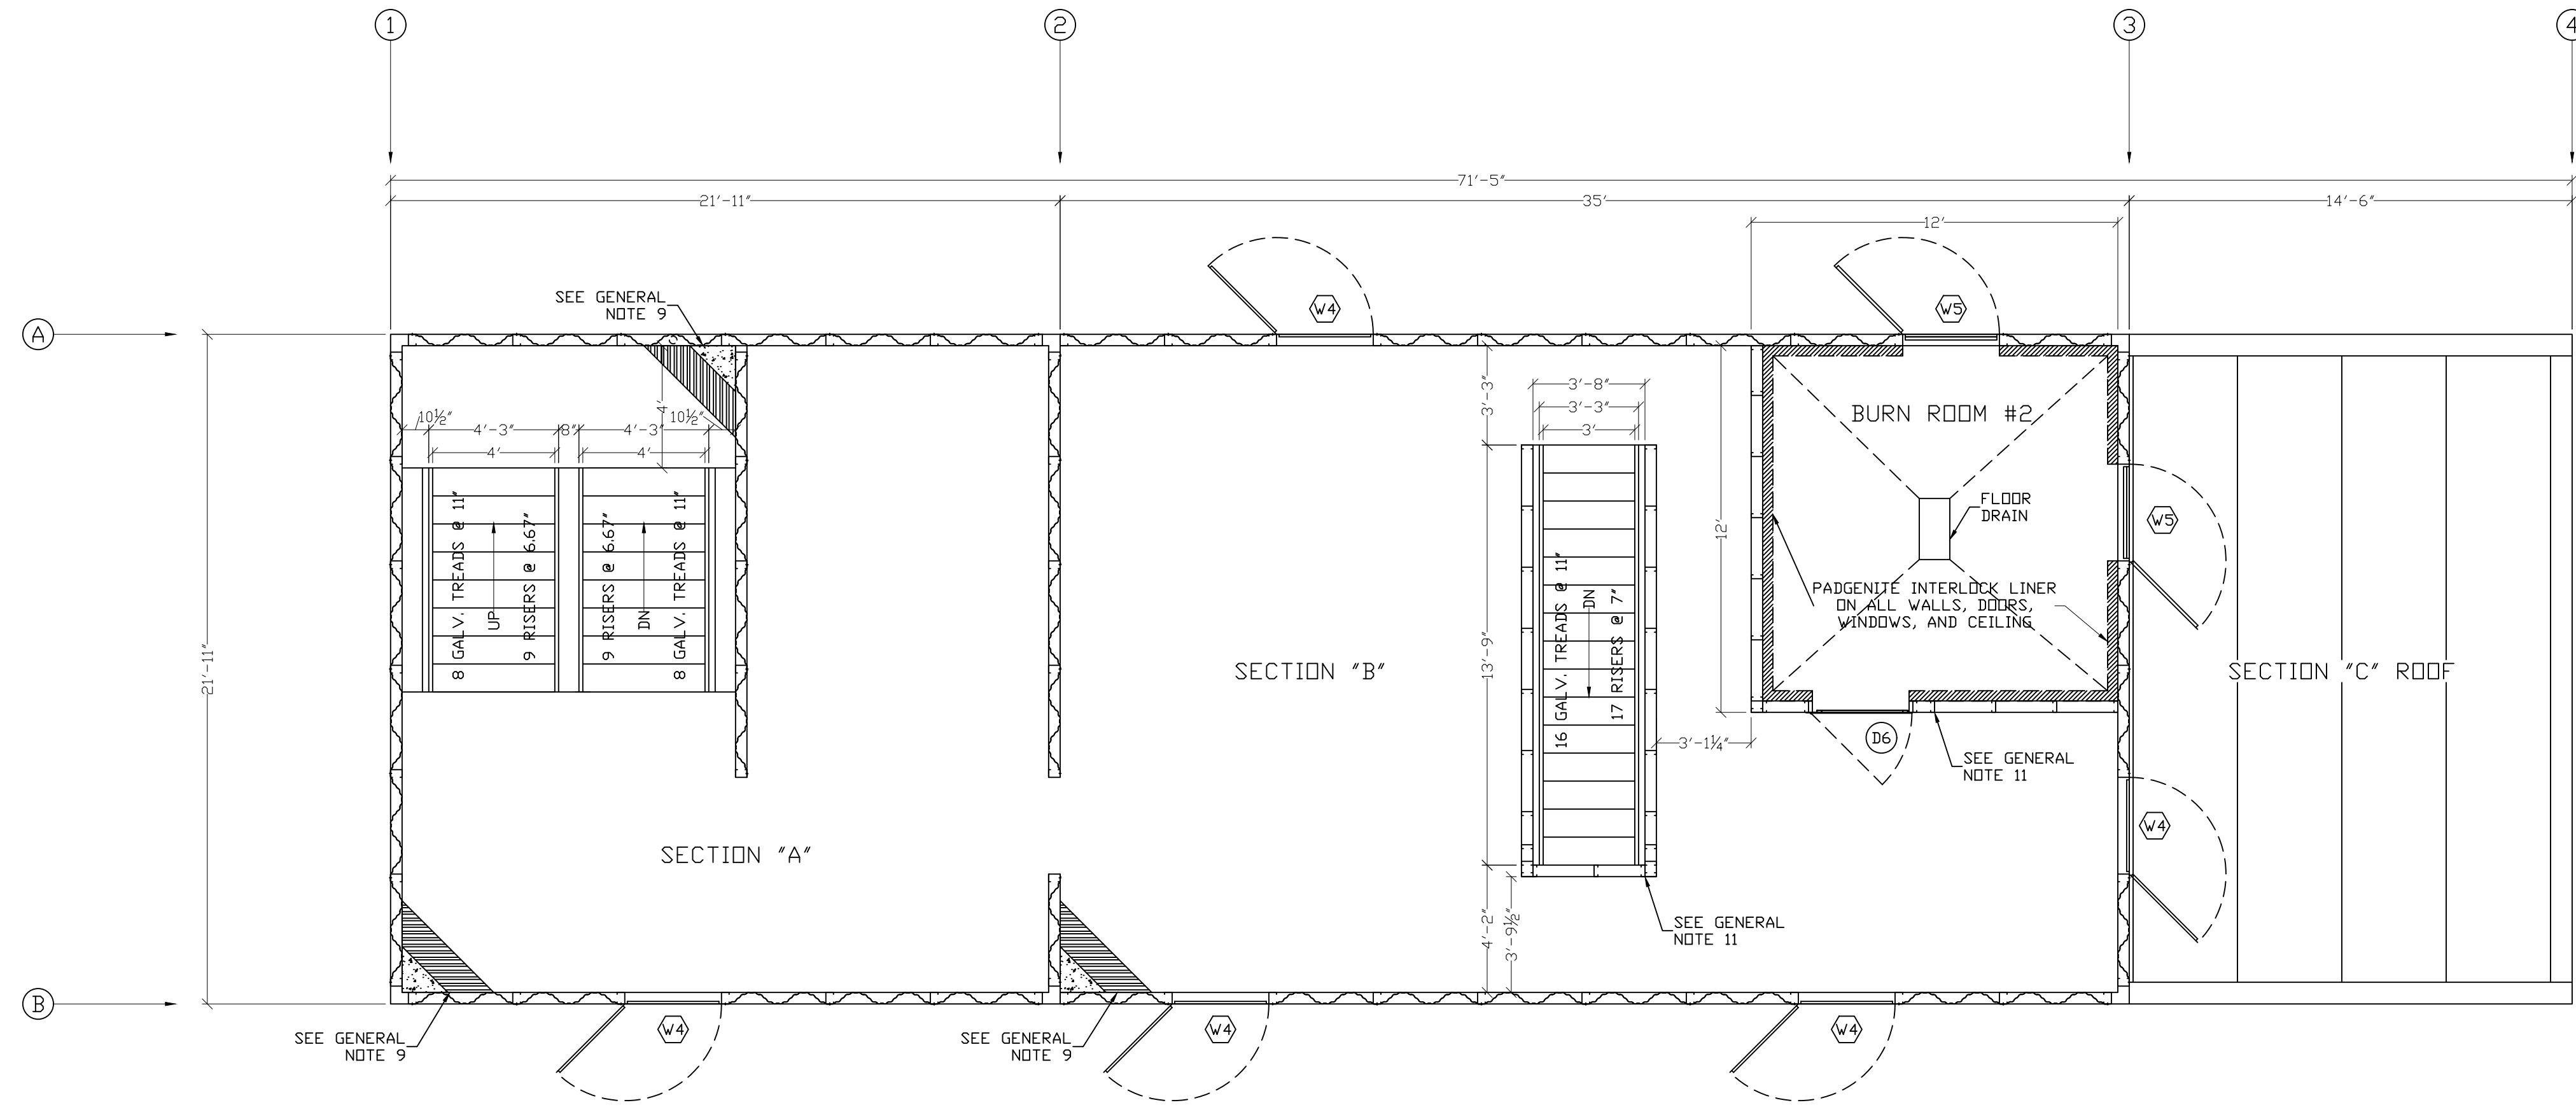 1
2
3
4
71'-5"
21'-11"
35'
14'-6"
12'
SEE GENERAL
NOTE 9
W4
W5
A
10½"
4'-3"
8"
4'-3"
10½"
4'
4'
4'
3'-3"
3'-8"
3'-3"
3'
BURN ROOM #2
FLOOR
DRAIN
W5
8 GALV. TREADS @ 11"
UP
9 RISERS @ 6.67"
9 RISERS @ 6.67"
DN
8 GALV. TREADS @ 11"
16 GALV. TREADS @ 11"
DN
17 RISERS @ 7"
12'
PADGENITE INTERLOCK LINER
ON ALL WALLS, DOORS,
WINDOWS, AND CEILING
21'-11"
SECTION "B"
13'-9"
SECTION "C" ROOF
3'-1¼"
D6
SEE GENERAL
NOTE 11
W4
SECTION "A"
SEE GENERAL
NOTE 11
4'-2"
3'-9½"
B
SEE GENERAL
NOTE 9
W4
SEE GENERAL
NOTE 9
W4
W4